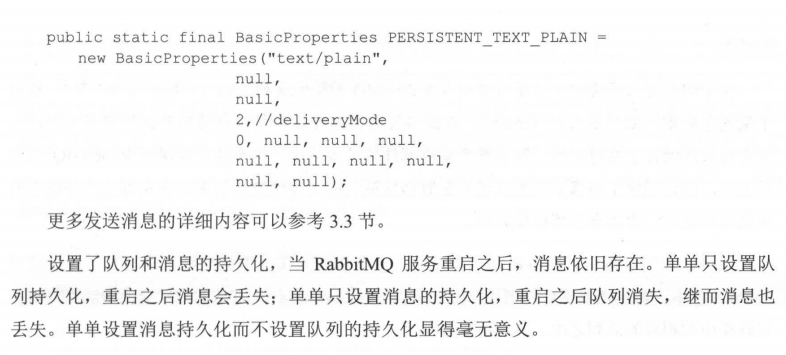 public static final BasicProperties PERSISTENT_TEXT_PLAIN =
new BasicProperties("text/plain",
null,
null,
2,//deliveryMode
0, null, null, null,
null, null, null, null,
null, null);
更多发送消息的详细内容可以参考 3.3 节。
设置了队列和消息的持久化，当 RabbitMQ 服务重启之后，消息依旧存在。单单只设置队
列持久化，重启之后消息会丢失；单单只设置消息的持久化，重启之后队列消失，继而消息也
丢失。单单设置消息持久化而不设置队列的持久化显得毫无意义。